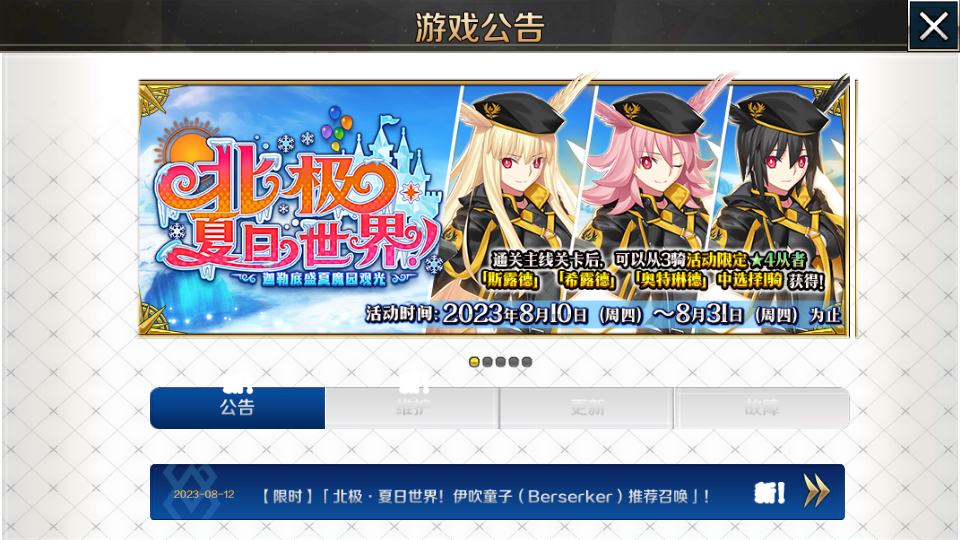 游戏公告
北极
夏日世界!
迦勒底盛夏魔园观光
通关主线关卡后, 可以从3骑活动限定★4从者
「斯露德」 「希露德」 「奥特琳德」 中选择1骑 获得!
活动时间: 2023年8月10日 (周四) ~8月31日 (周四) 为止
新! 新!
公告 维护 更新 故障
2023-08-12 【限时】「北极·夏日世界! 伊吹童子(Berserker)推荐召唤」! 新!